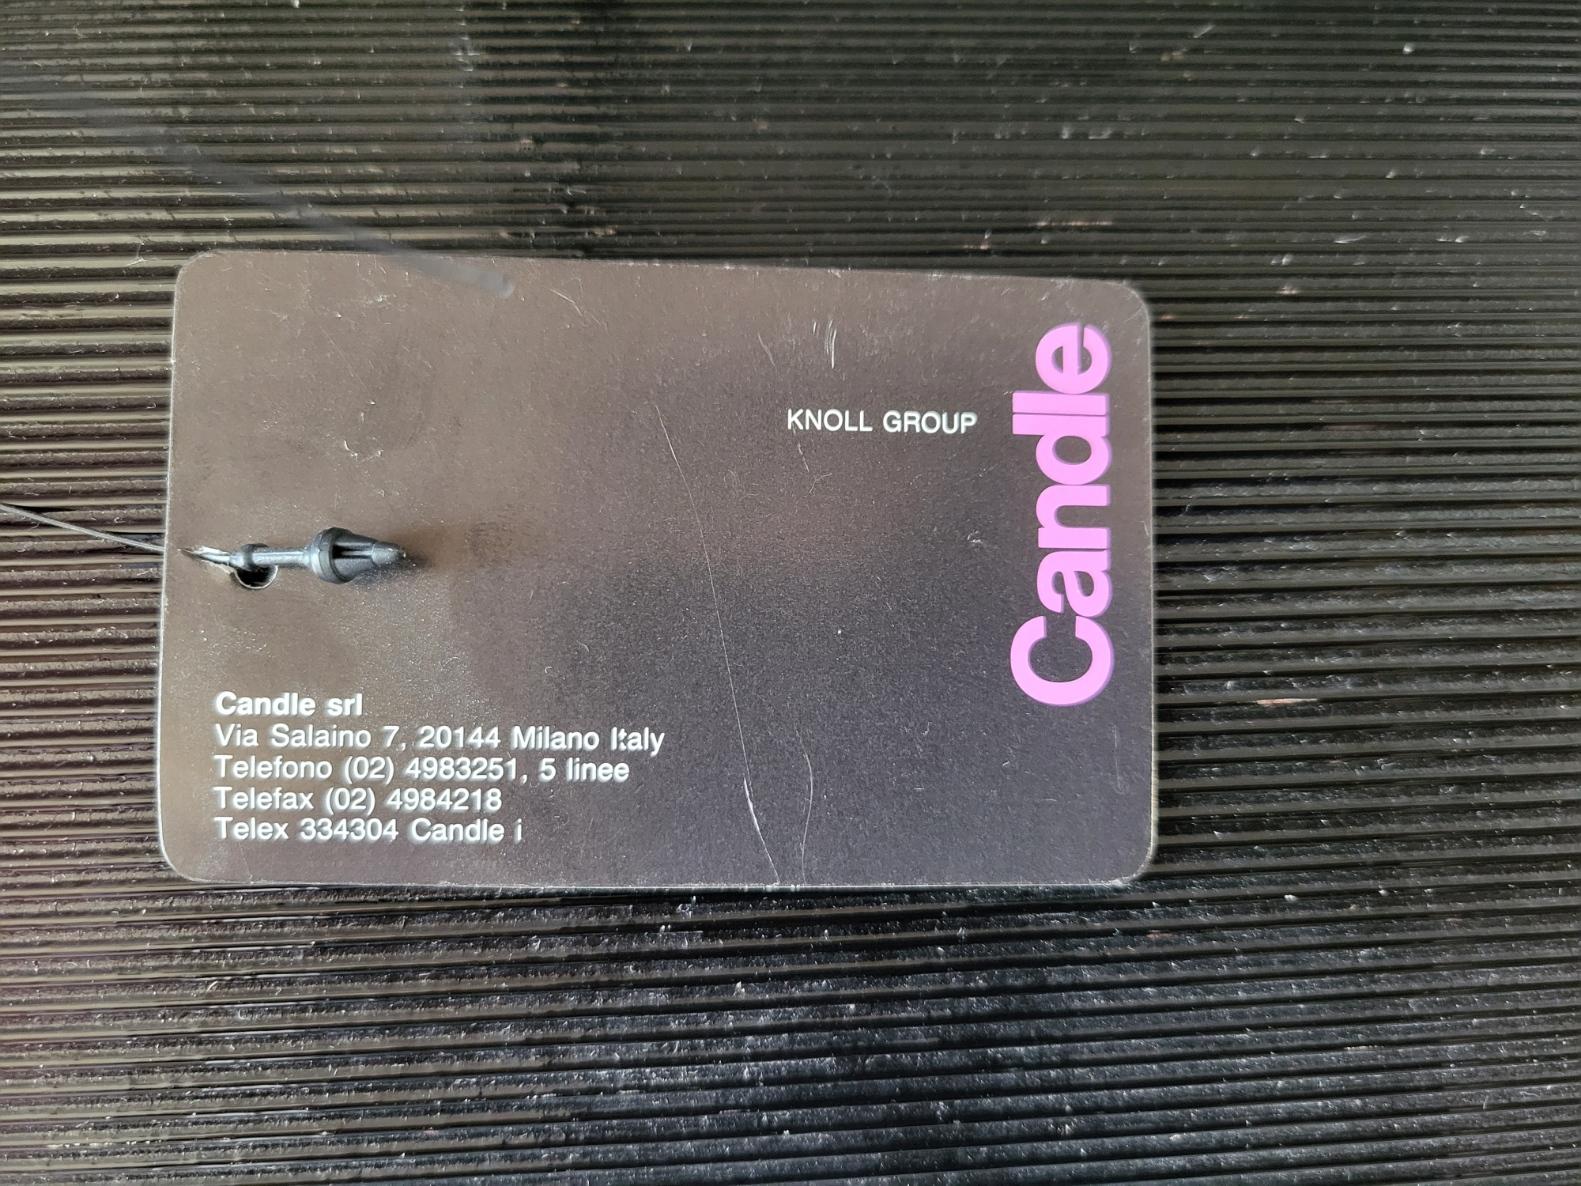 KNOLL GROUP
Candle
Candle srl
Via Salaino 7, 20144 Milano Italy
Telefono (02) 4983251, 5 linee
Telefax (02) 4984218
Telex 334304 Candle i